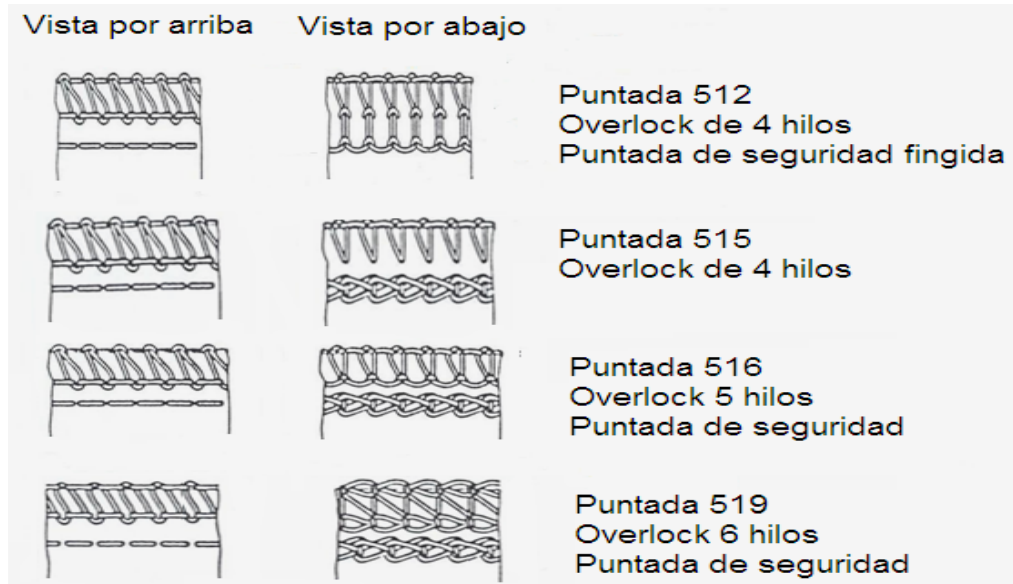 Vista por arriba
Vista por abajo
Puntada 512
Overlock de 4 hilos
Puntada de seguridad fingida
Puntada 515
Overlock de 4 hilos
Puntada 516
Overlock 5 hilos
Puntada de seguridad
Puntada 519
Overlock 6 hilos
Puntada de seguridad